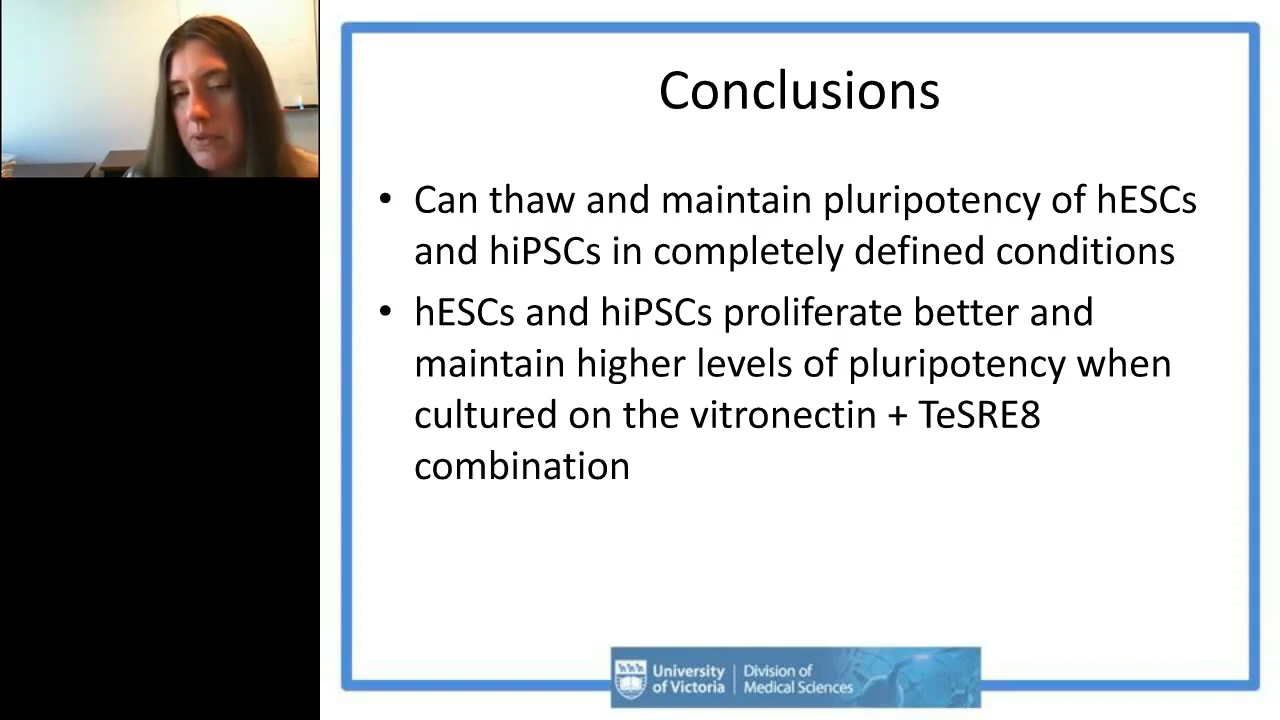 Conclusions
• Can thaw and maintain pluripotency of hESCs
and hiPSCs in completely defined conditions
• hESCs and hiPSCs proliferate better and
maintain higher levels of pluripotency when
cultured on the vitronectin + TeSRE8
combination
University
of Victoria
Division of
Medical Sciences